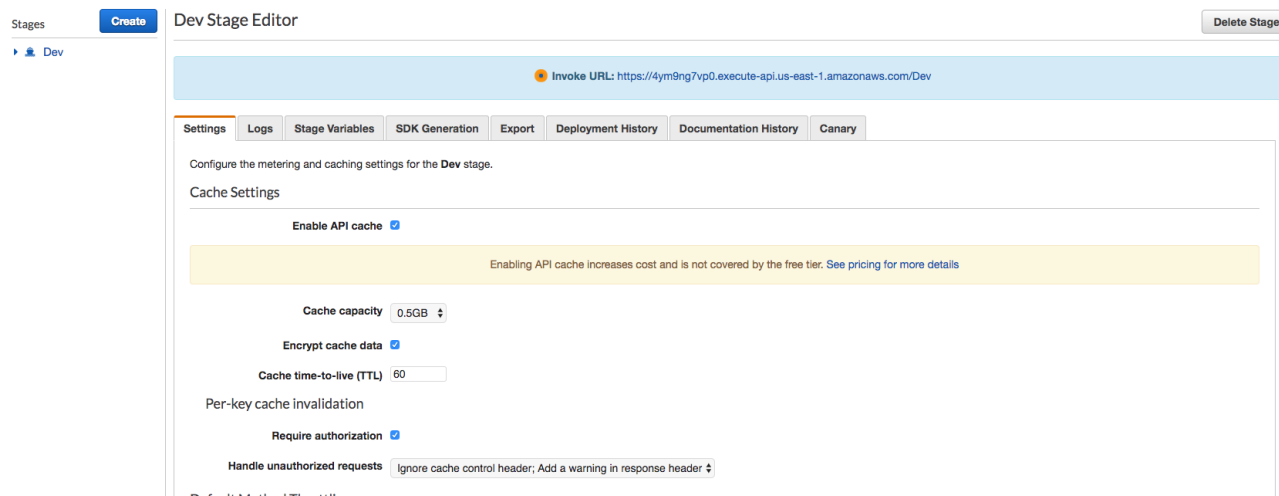 Stages
Create
Dev Stage Editor
Delete Stage
Dev
Invoke URL: https://4ym9ng7vp0.execute-api.us-east-1.amazonaws.com/Dev
Settings
Logs
Stage Variables
SDK Generation
Export
Deployment History
Documentation History
Canary
Configure the metering and caching settings for the Dev stage.
Cache Settings
Enable API cache
Enabling API cache increases cost and is not covered by the free tier. See pricing for more details
Cache capacity 0.5GB
Encrypt cache data
Cache time-to-live (TTL) 60
Per-key cache invalidation
Require authorization
Handle unauthorized requests Ignore cache control header; Add a warning in response header